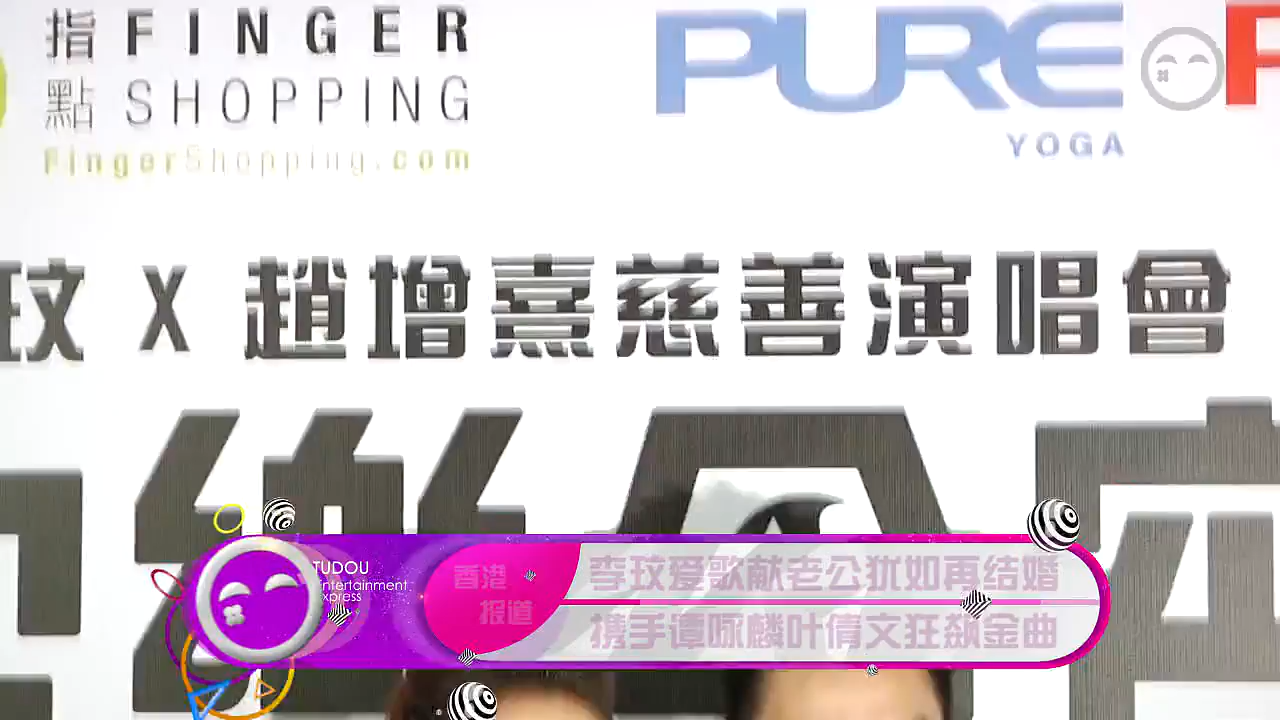 指 FINGER
點 SHOPPING
FingerShopping.com
PURE
YOGA
玟 X 趙增熹慈善演唱會
TUDOU
Entertainment
Express
香港
报道
李玟爱歌献老公犹如再结婚
携手谭咏麟叶倩文狂飙金曲